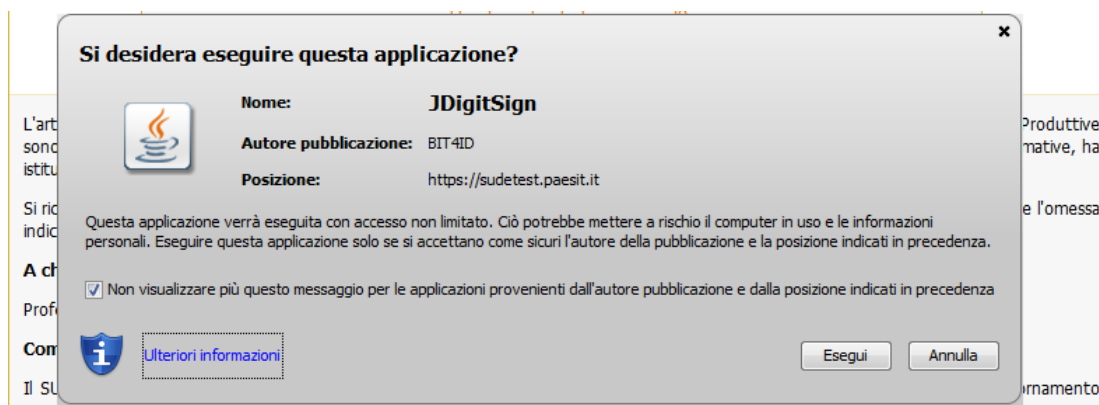 Si desidera eseguire questa applicazione?
Nome: JDigitSign
Autore pubblicazione: BIT4ID
Posizione: https://sudetest.paesit.it
Questa applicazione verrà eseguita con accesso non limitato. Ciò potrebbe mettere a rischio il computer in uso e le informazioni
personali. Eseguire questa applicazione solo se si accettano come sicuri l'autore della pubblicazione e la posizione indicati in precedenza.
Non visualizzare più questo messaggio per le applicazioni provenienti dall'autore pubblicazione e dalla posizione indicati in precedenza
Ulteriori informazioni
Esegui
Annulla
L'art
Produttive
sono
mative, ha
istitu
Si ric
e l'omessa
indic
A ch
Profe
Com
Il SU
ornamento